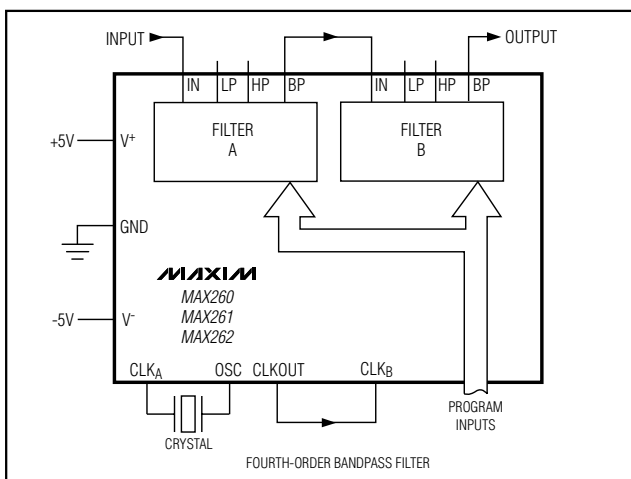 INPUT
OUTPUT
IN LP HP BP
IN LP HP BP
FILTER
A
FILTER
B
+5V
V+
GND
-5V
V-
MAXIM
MAX260
MAX261
MAX262
CLKA
OSC
CLKOUT
CLKB
CRYSTAL
PROGRAM
INPUTS
FOURTH-ORDER BANDPASS FILTER